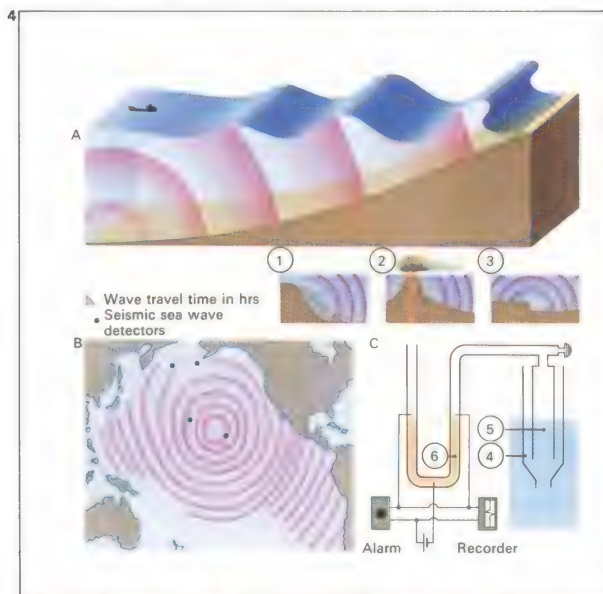 4
A
1
2
3
Wave travel time in hrs
Seismic sea wave
detectors
B
C
5
4
6
Alarm
Recorder